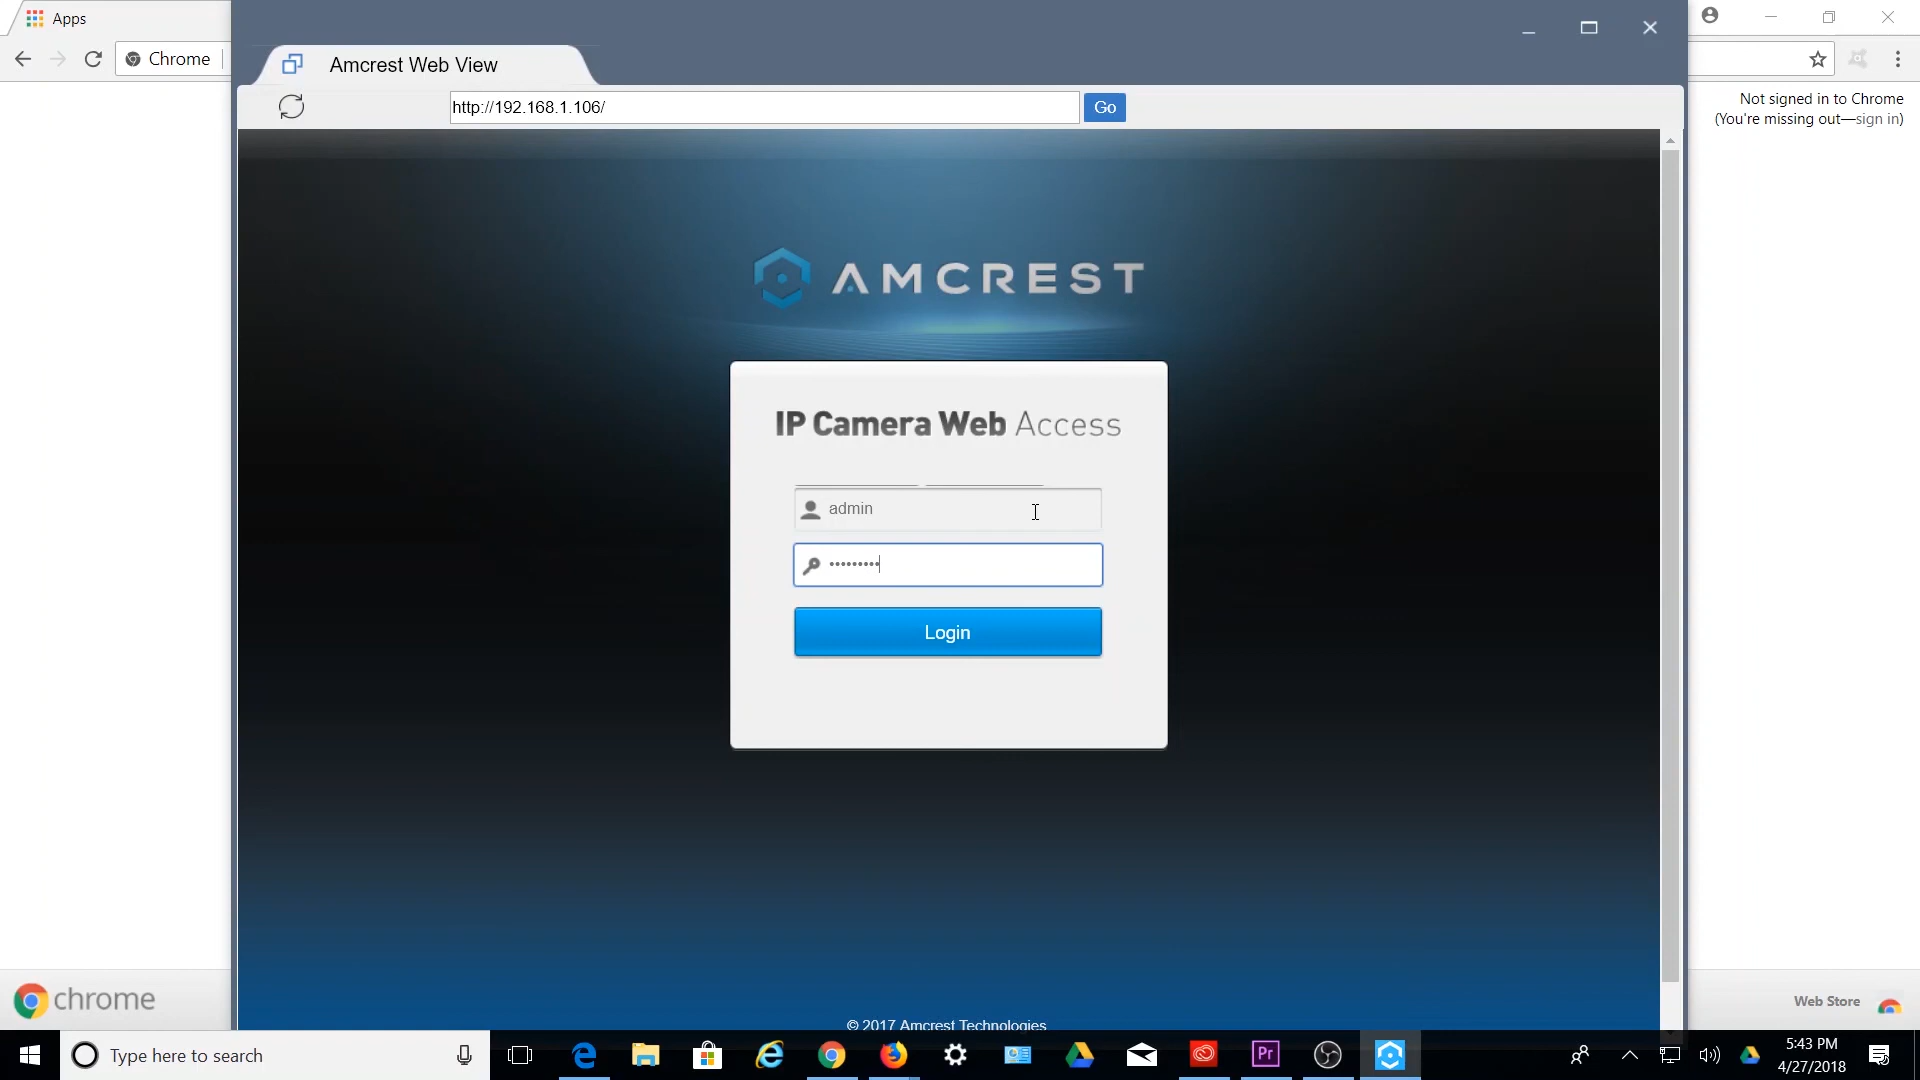 Apps
Amcrest Web View
Chrome
http://192.168.1.106/
Go
Not signed in to Chrome
(You're missing out—sign in)
AMCREST
IP Camera Web Access
admin
•••••••••
Login
chrome
Web Store
© 2017 Amcrest Technologies
Type here to search
Pr
5:43 PM
4/27/2018